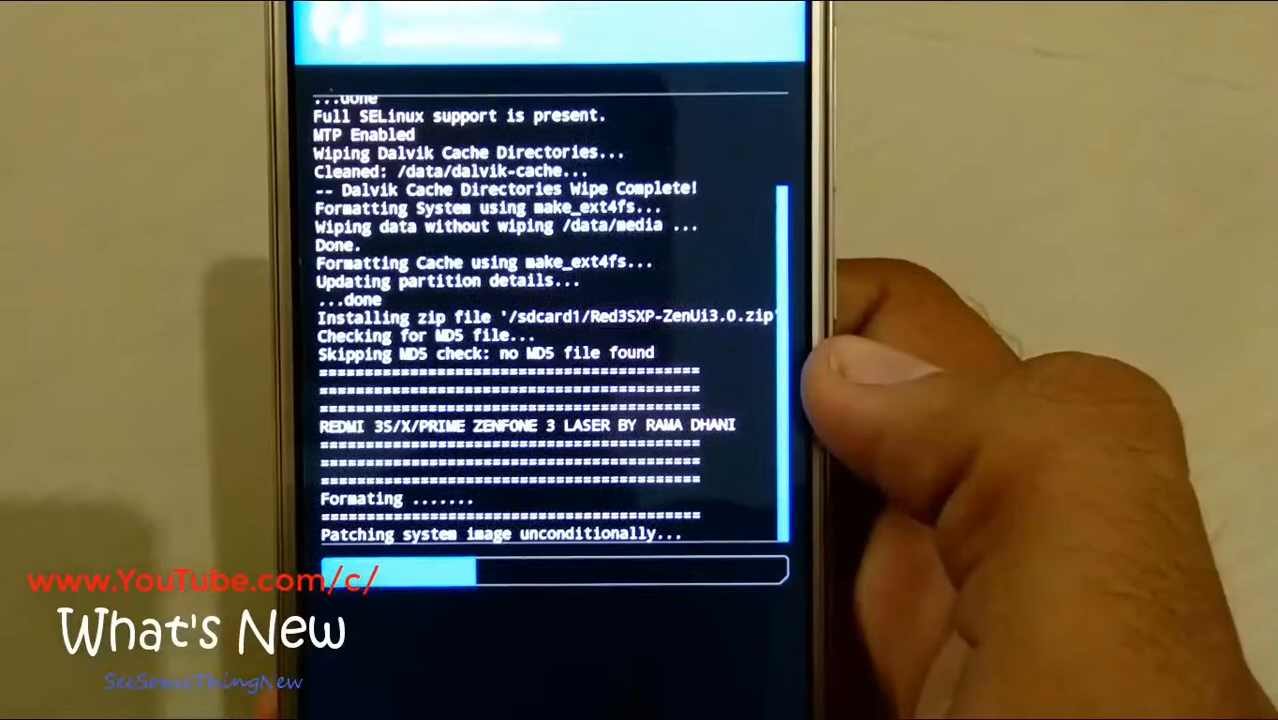 ...done
Full SELinux support is present.
MTP Enabled
Wiping Dalvik Cache Directories...
Cleaned: /data/dalvik-cache...
-- Dalvik Cache Directories Wipe Complete!
Formatting System using make_ext4fs...
Wiping data without wiping /data/media ...
Done.
Formatting Cache using make_ext4fs...
Updating partition details...
...done
Installing zip file '/sdcard1/Red3SXP-ZenUi3.0.zip'
Checking for MD5 file...
Skipping MD5 check: no MD5 file found
==========================================
==========================================
==========================================
REDMI 3S/X/PRIME ZENFONE 3 LASER BY RAMA DHANI
==========================================
==========================================
==========================================
Formating .......
==========================================
Patching system image unconditionally...
www.YouTube.com/c/
What's New
SeeSomeThingNew